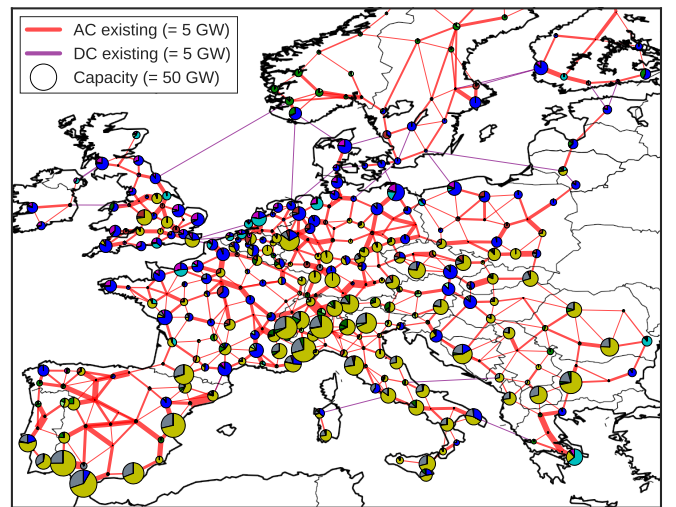 AC existing (= 5 GW)
DC existing (= 5 GW)
Capacity (= 50 GW)